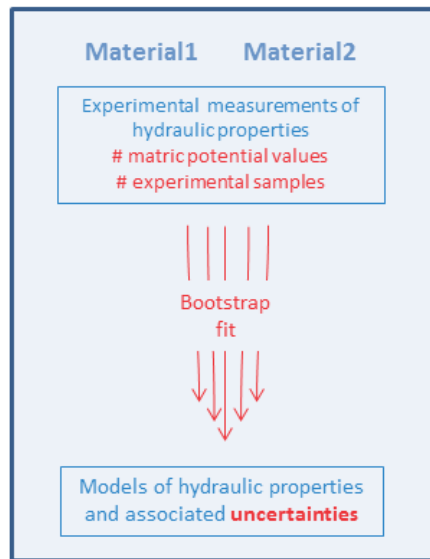 Material1 Material2
Experimental measurements of
hydraulic properties
# matric potential values
# experimental samples
Bootstrap
fit
Models of hydraulic properties
and associated uncertainties